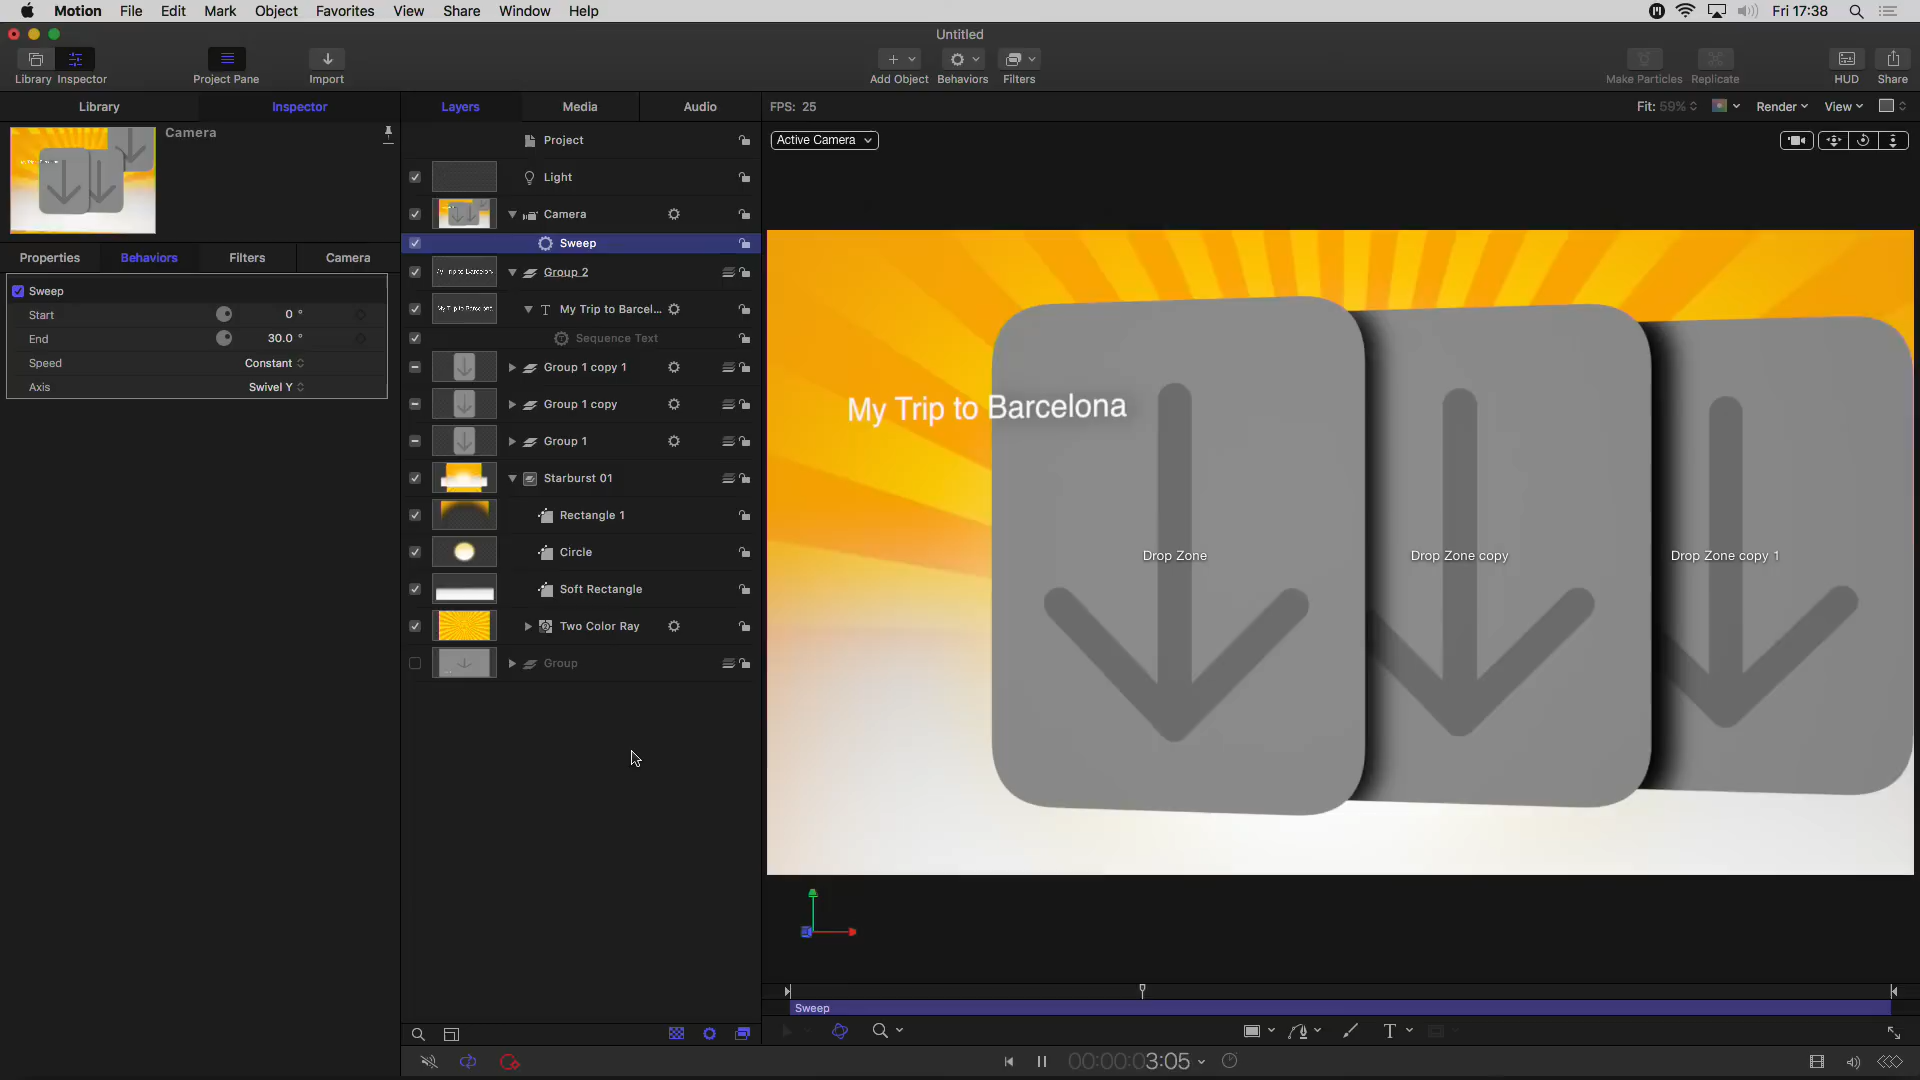 Motion File Edit Mark Object Favorites View Share Window Help Fri 17:38
Untitled
Library Inspector Project Pane Import Add Object Behaviors Filters Make Particles Replicate HUD Share
Library Inspector Layers Media Audio FPS: 25 Fit: 59% Render View
Camera
Active Camera
Project
Light
Camera
Sweep
Properties Behaviors Filters Camera
Group 2
Sweep
Start 0 °
My Trip to Barcel...
End 30.0 °
Sequence Text
Speed Constant
Group 1 copy 1
Axis Swivel Y
Group 1 copy
Group 1
Starburst 01
Rectangle 1
Circle
Soft Rectangle
Two Color Ray
Group
My Trip to Barcelona
Drop Zone Drop Zone copy Drop Zone copy 1
Sweep
T
00:00:03:05